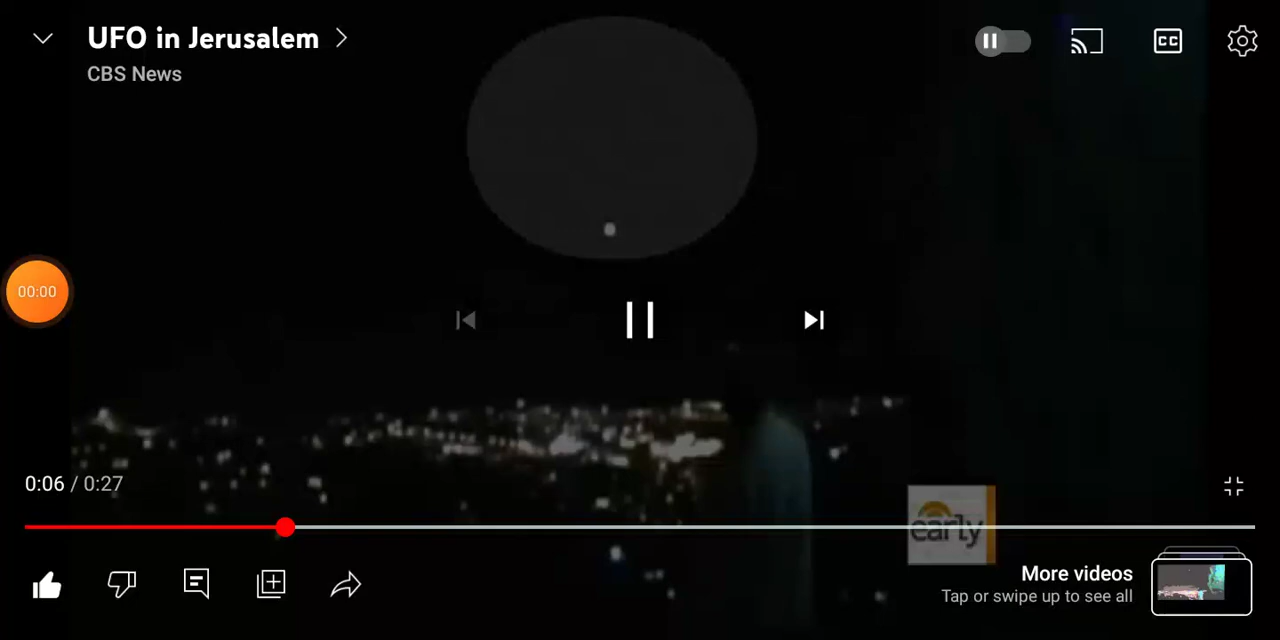 UFO in Jerusalem
CBS News
CC
00:00
0:06 / 0:27
early
More videos
Tap or swipe up to see all